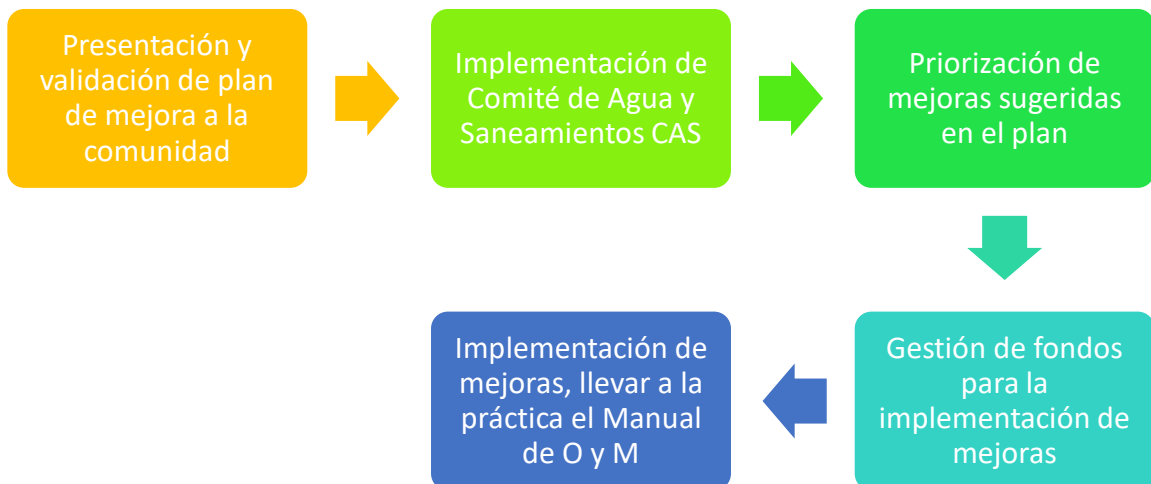 Presentación y
validación de plan
de mejora a la
comunidad
Implementación de
Comité de Agua y
Saneamientos CAS
Priorización de
mejoras sugeridas
en el plan
Gestión de fondos
para la
implementación de
mejoras
Implementación de
mejoras, llevar a la
práctica el Manual
de O y M